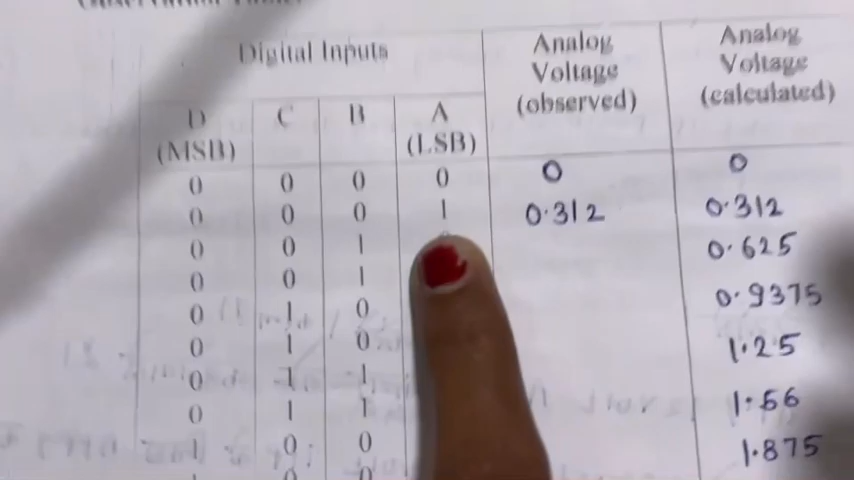 Digital Inputs Analog Voltage (observed) Analog Voltage (calculated)
D (MSB) C B A (LSB)
0 0 0 0 0 0
0 0 0 1 0.312 0.312
0 0 1 0.625
0 0 1 0.9375
0 1 0 1.25
0 1 0 1.56
0 1 1 1.875
0 1 1
1 0 0